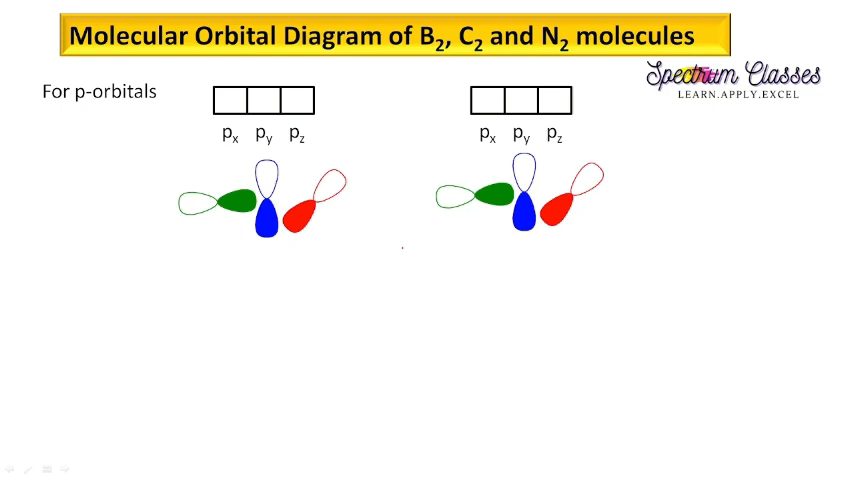 Molecular Orbital Diagram of B₂, C₂ and N₂ molecules
Spectrum Classes
LEARN.APPLY.EXCEL
For p-orbitals
pₓ p_y p_z pₓ p_y p_z